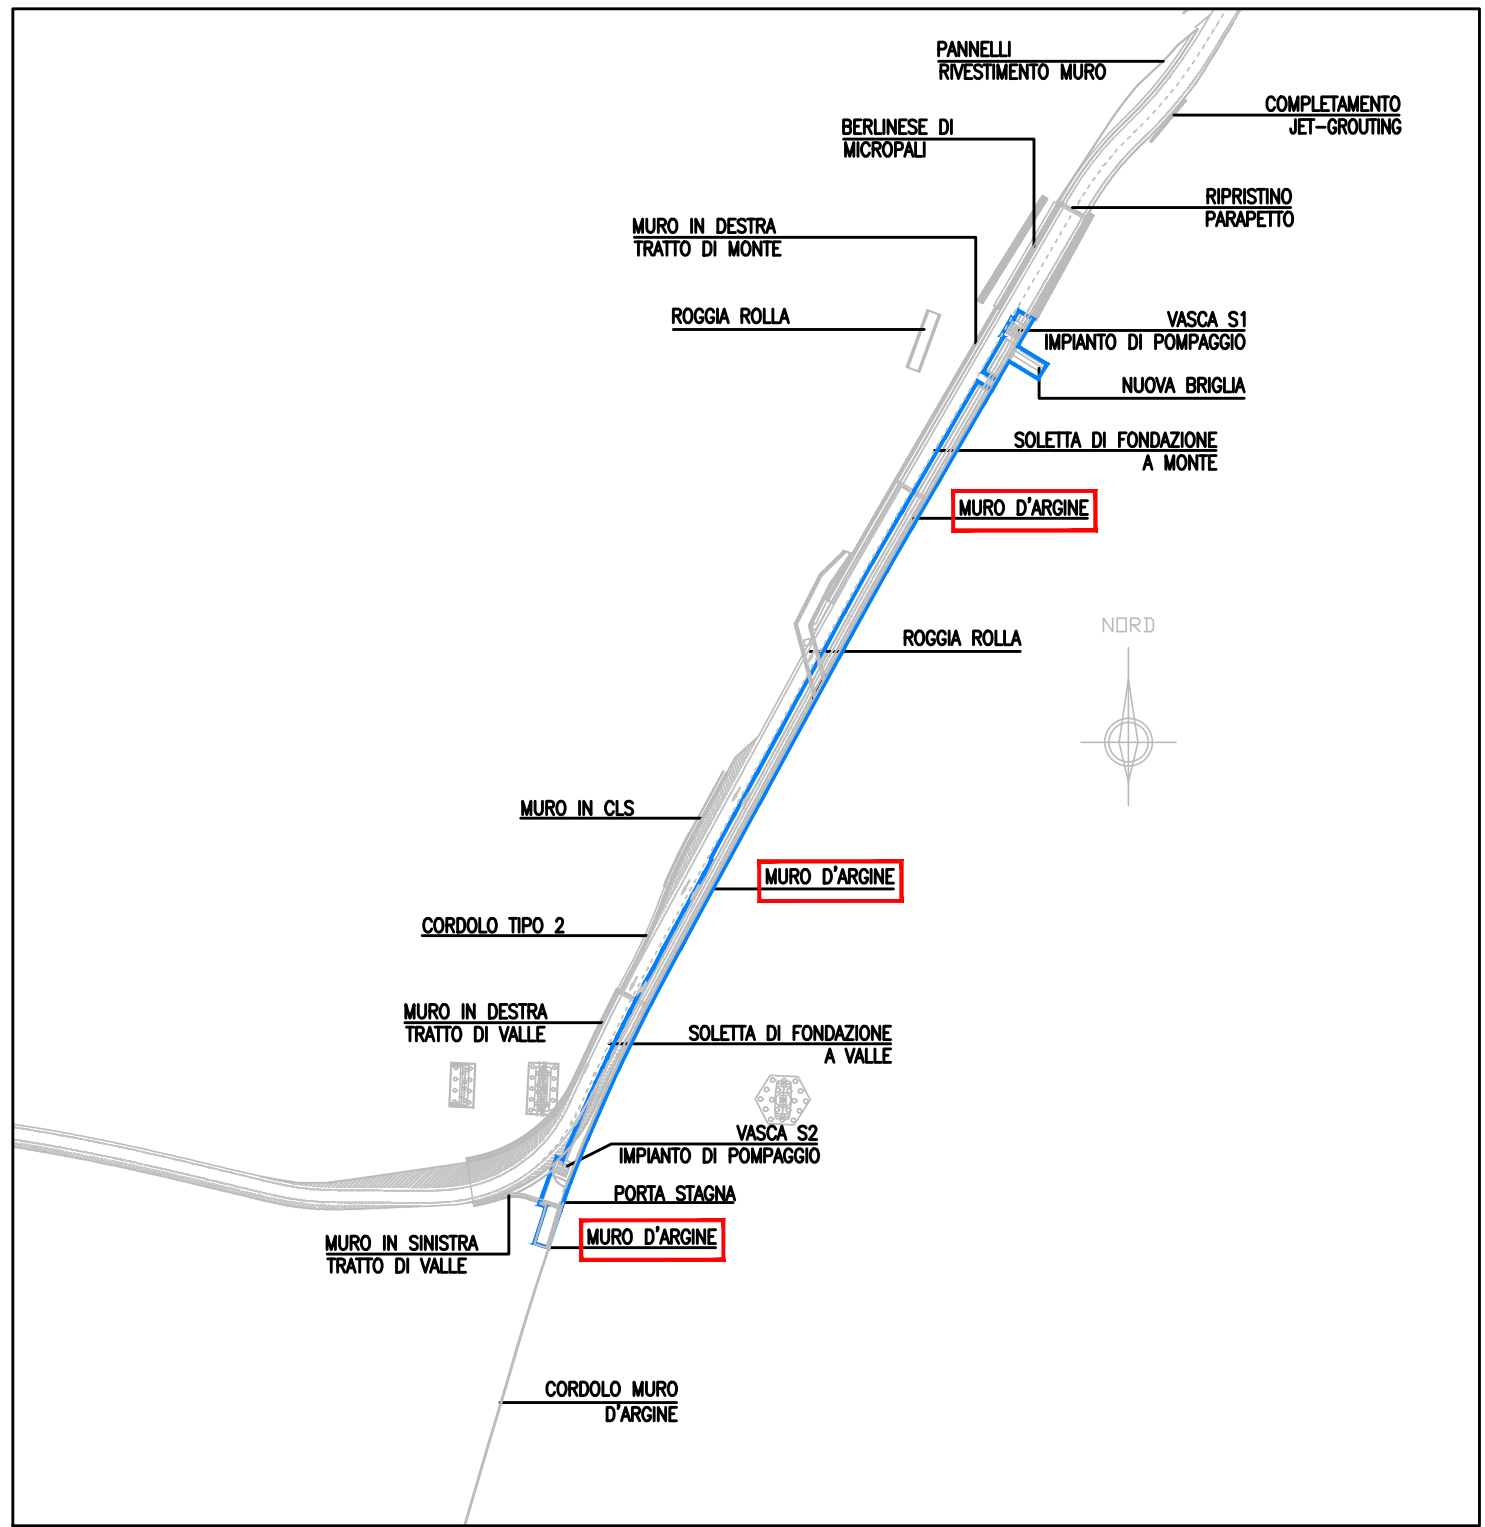 PANNELLI
RIVESTIMENTO MURO
COMPLETAMENTO
JET-GROUTING
BERLINESE DI
MICROPALI
RIPRISTINO
PARAPETTO
MURO IN DESTRA
TRATTO DI MONTE
ROGGIA ROLLA
VASCA S1
IMPIANTO DI POMPAGGIO
NUOVA BRIGLIA
SOLETTA DI FONDAZIONE
A MONTE
MURO D'ARGINE
NORD
ROGGIA ROLLA
MURO IN CLS
MURO D'ARGINE
CORDOLO TIPO 2
MURO IN DESTRA
TRATTO DI VALLE
SOLETTA DI FONDAZIONE
A VALLE
VASCA S2
IMPIANTO DI POMPAGGIO
PORTA STAGNA
MURO D'ARGINE
MURO IN SINISTRA
TRATTO DI VALLE
CORDOLO MURO
D'ARGINE